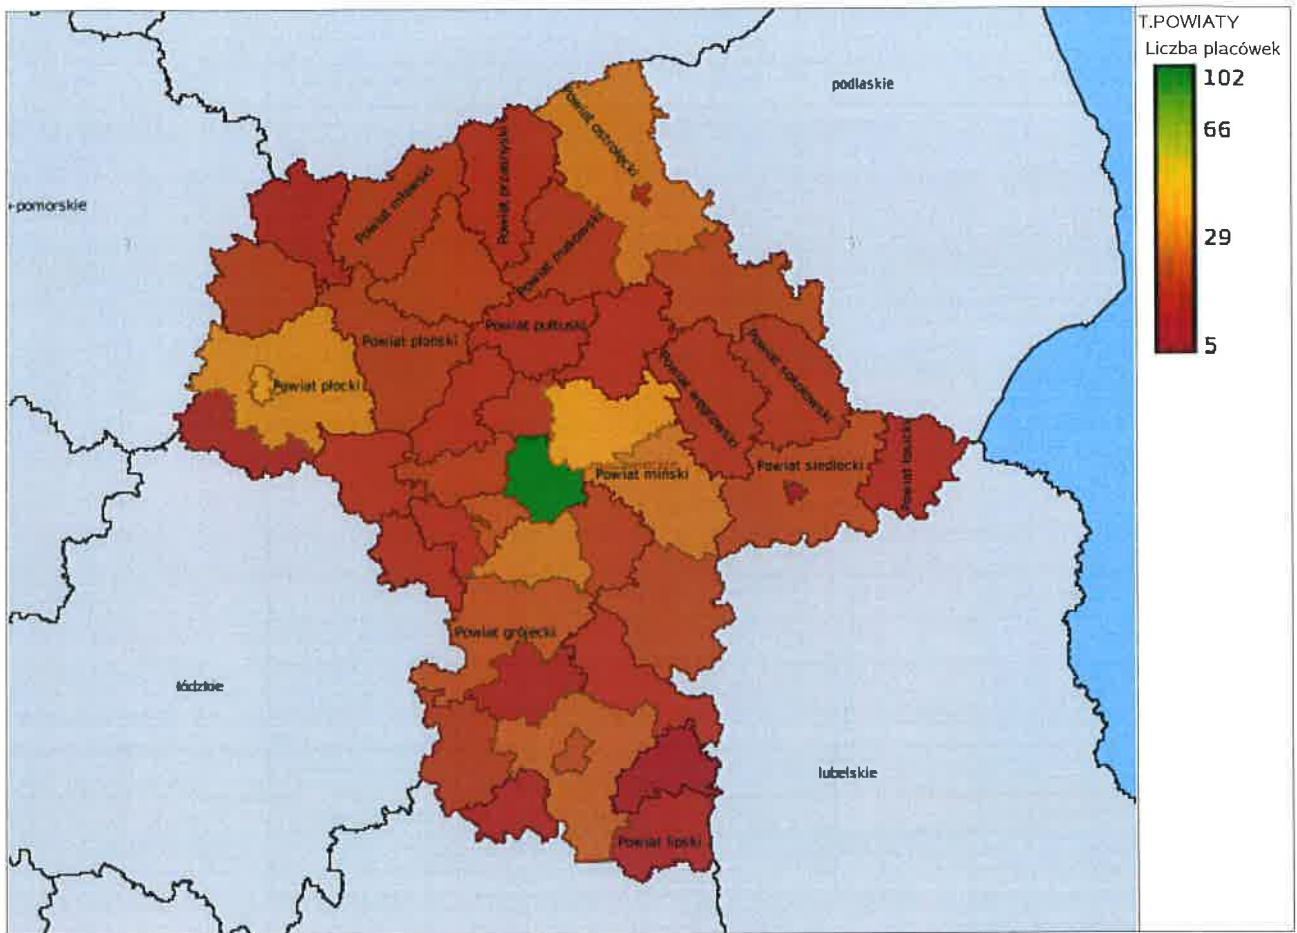 T.POWIATY
Liczba placówek
102
66
29
5
podlaskie
pomorskie
Powiat ostrołęcki
Powiat przasnyski
Powiat mławski
Powiat makowski
Powiat pułtuski
Powiat płoński
Powiat płocki
Powiat węgrowski
Powiat sokołowski
Powiat miński
Powiat siedlecki
Powiat łosicki
Powiat grójecki
łódzkie
lubelskie
Powiat lipski